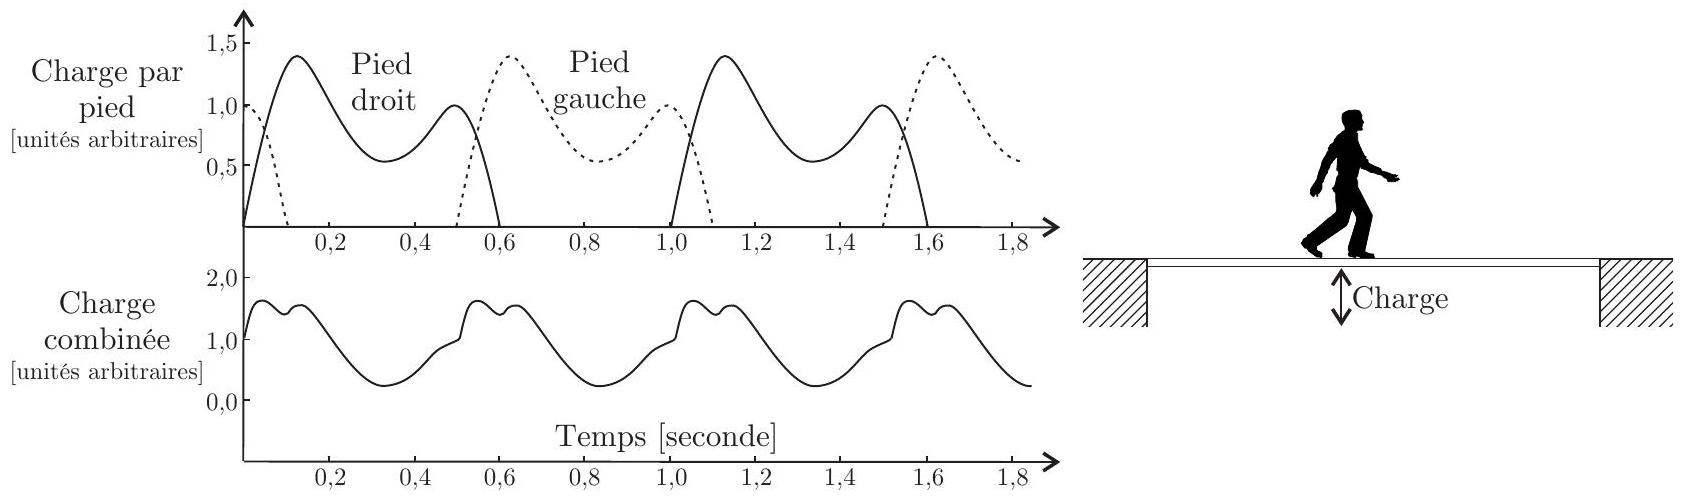 Charge par
pied
[unités arbitraires]
1,5
1,0
0,5
Pied
droit
Pied
gauche
0,2 0,4 0,6 0,8 1,0 1,2 1,4 1,6 1,8
Charge
combinée
[unités arbitraires]
2,0
1,0
0,0
Temps [seconde]
0,2 0,4 0,6 0,8 1,0 1,2 1,4 1,6 1,8
Charge